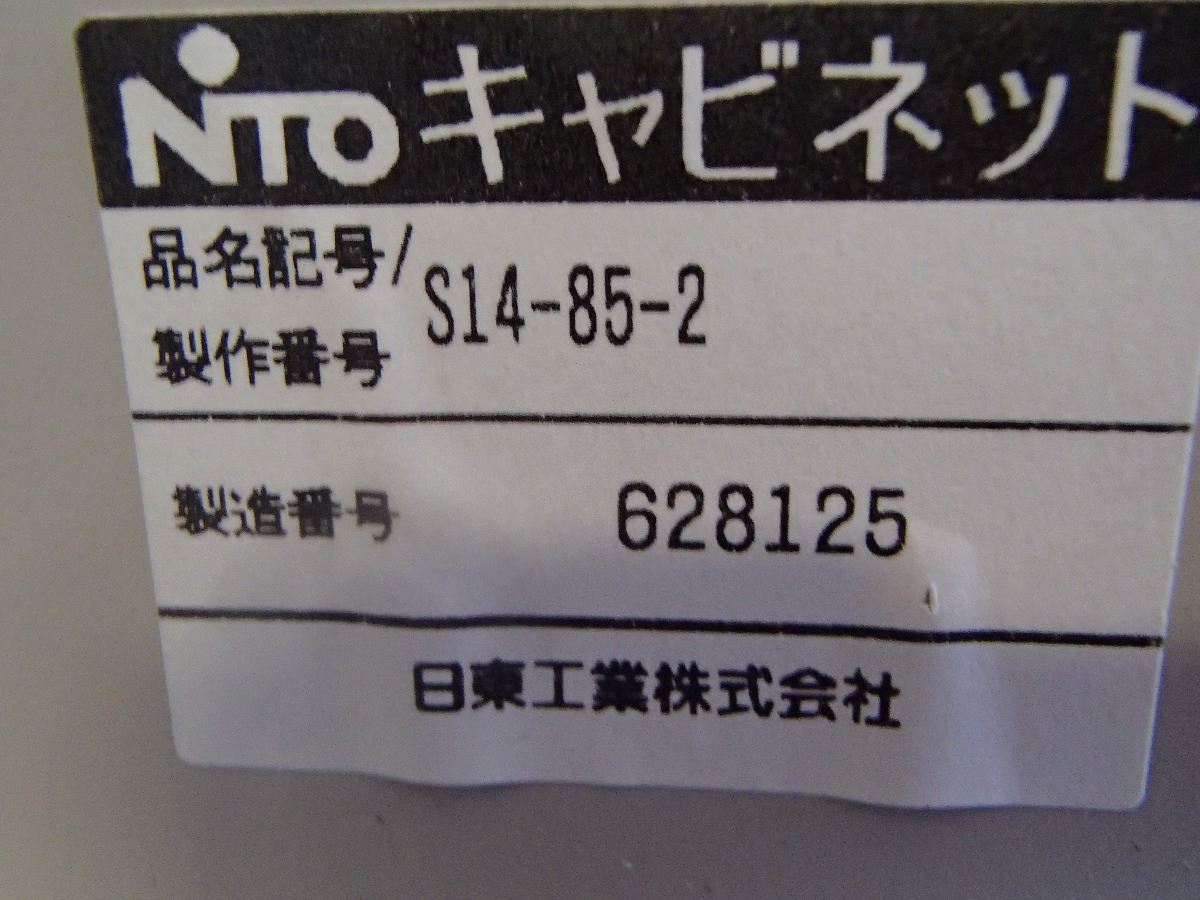 NITO キャビネット
品名記号/
製作番号 S14-85-2
製造番号 628125
日東工業株式会社